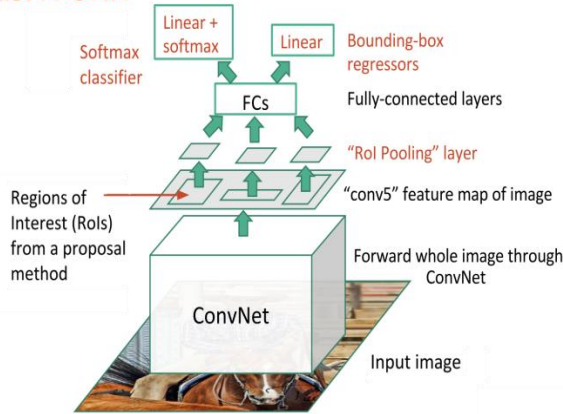 Linear +
softmax
Linear
Softmax
classifier
Bounding-box
regressors
FCs
Fully-connected layers
"RoI Pooling" layer
Regions of
Interest (RoIs)
from a proposal
method
"conv5" feature map of image
Forward whole image through
ConvNet
ConvNet
Input image